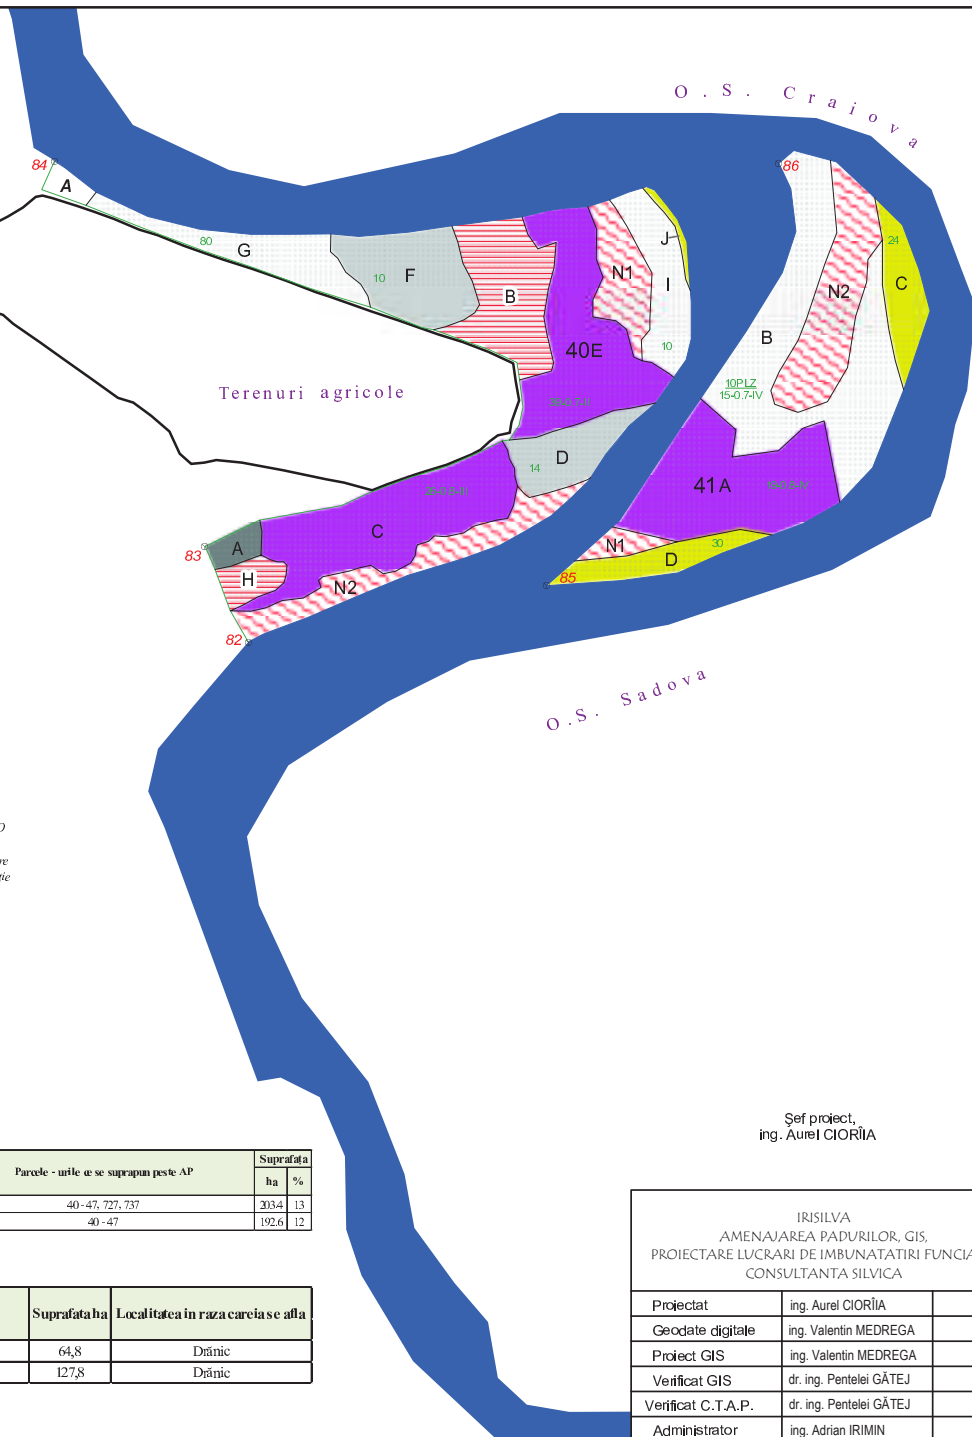 O . S . Craiova
84
A
80
G
10
F
B
40E
N1
J
I
10
86
24
C
N2
B
10PLZ
15-0.7-IV
Terenuri agricole
14
D
41A
C
83
A
H
N2
82
N1
30
D
85
O.S. Sadova
Şef proiect,
ing. Aurel CIORÎIA
Parcele - urile ce se suprapun peste AP
Suprafața
ha %
40 - 47, 727, 737 203.4 13
40 - 47 192.6 12
Suprafata ha Localitatea in raza careia se afla
64,8 Drănic
127,8 Drănic
IRISILVA
AMENAJAREA PADURILOR, GIS,
PROIECTARE LUCRARI DE IMBUNATATIRI FUNCIA
CONSULTANTA SILVICA
Proiectat ing. Aurel CIORÎIA
Geodate digitale ing. Valentin MEDREGA
Proiect GIS ing. Valentin MEDREGA
Verificat GIS dr. ing. Pentelei GĂTEJ
Verificat C.T.A.P. dr. ing. Pentelei GĂTEJ
Administrator ing. Adrian IRIMIN